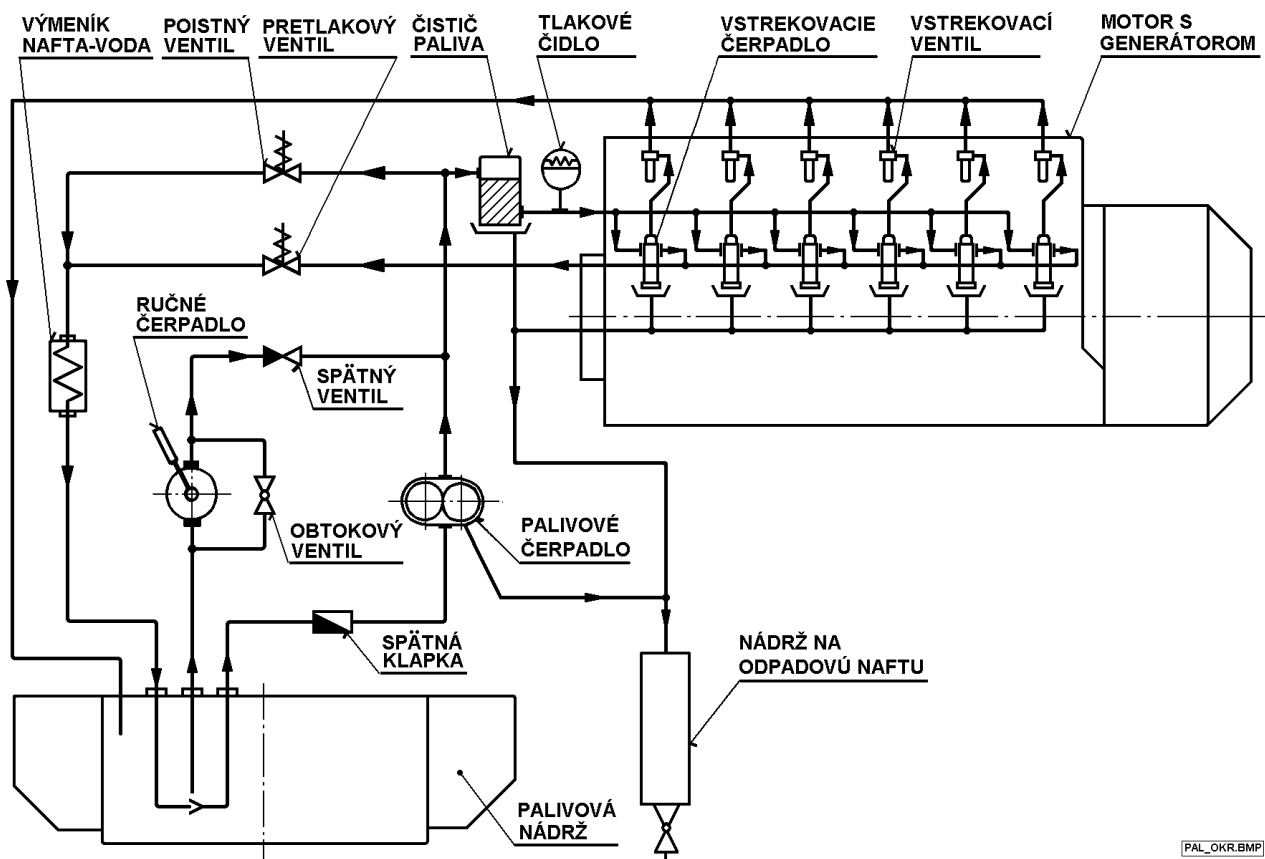 VÝMENÍK
NAFTA-VODA
POISTNÝ
VENTIL
PRETLAKOVÝ
VENTIL
ČISTIČ
PALIVA
TLAKOVÉ
ČIDLO
VSTREKOVACIE
ČERPADLO
VSTREKOVACÍ
VENTIL
MOTOR S
GENERÁTOROM
RUČNÉ
ČERPADLO
SPÄTNÝ
VENTIL
OBTOKOVÝ
VENTIL
PALIVOVÉ
ČERPADLO
SPÄTNÁ
KLAPKA
NÁDRŽ NA
ODPADOVÚ NAFTU
PALIVOVÁ
NÁDRŽ
PAL_OKR.BMP